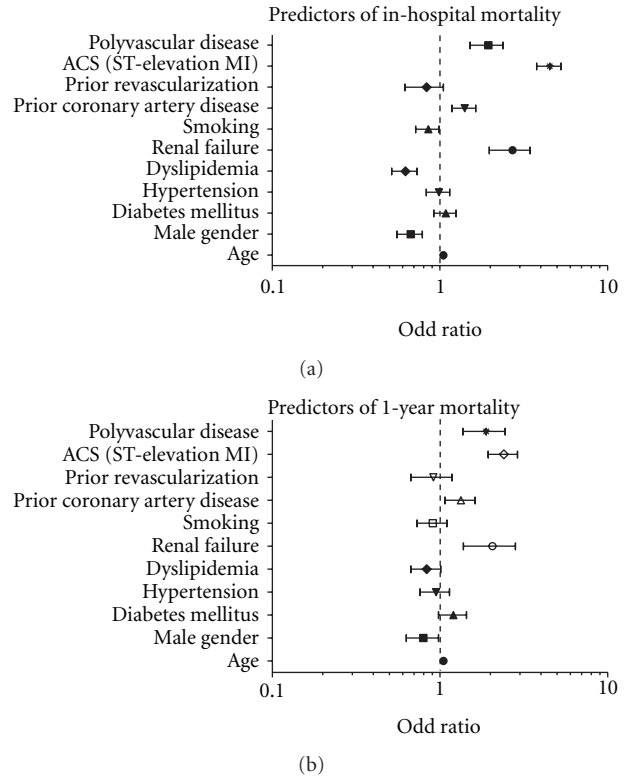 Predictors of in-hospital mortality
Polyvascular disease
ACS (ST-elevation MI)
Prior revascularization
Prior coronary artery disease
Smoking
Renal failure
Dyslipidemia
Hypertension
Diabetes mellitus
Male gender
Age
0.1 1 10
Odd ratio
(a)
Predictors of 1-year mortality
Polyvascular disease
ACS (ST-elevation MI)
Prior revascularization
Prior coronary artery disease
Smoking
Renal failure
Dyslipidemia
Hypertension
Diabetes mellitus
Male gender
Age
0.1 1 10
Odd ratio
(b)